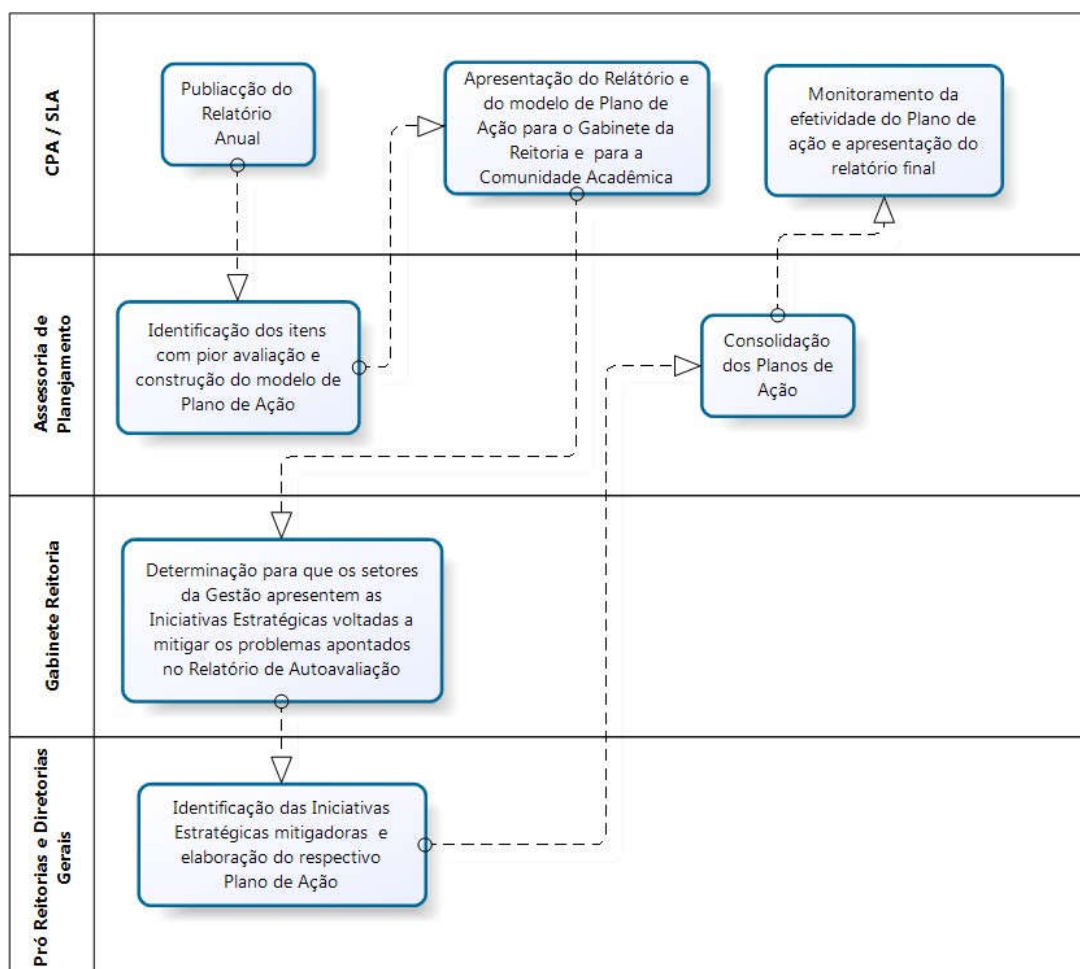 CPA / SLA
Publiacção do
Relatório
Anual
Apresentação do Relátório e
do modelo de Plano de
Ação para o Gabinete da
Reitoria e para a
Comunidade Acadêmica
Monitoramento da
efetividade do Plano de
ação e apresentação do
relatório final
Assessoria de
Planejamento
Identificação dos itens
com pior avaliação e
construção do modelo de
Plano de Ação
Consolidação
dos Planos de
Ação
Gabinete Reitoria
Determinação para que os setores
da Gestão apresentem as
Iniciativas Estratégicas voltadas a
mitigar os problemas apontados
no Relatório de Autoavaliação
Pró Reitorias e Diretorias
Gerais
Identificação das Iniciativas
Estratégicas mitigadoras e
elaboração do respectivo
Plano de Ação